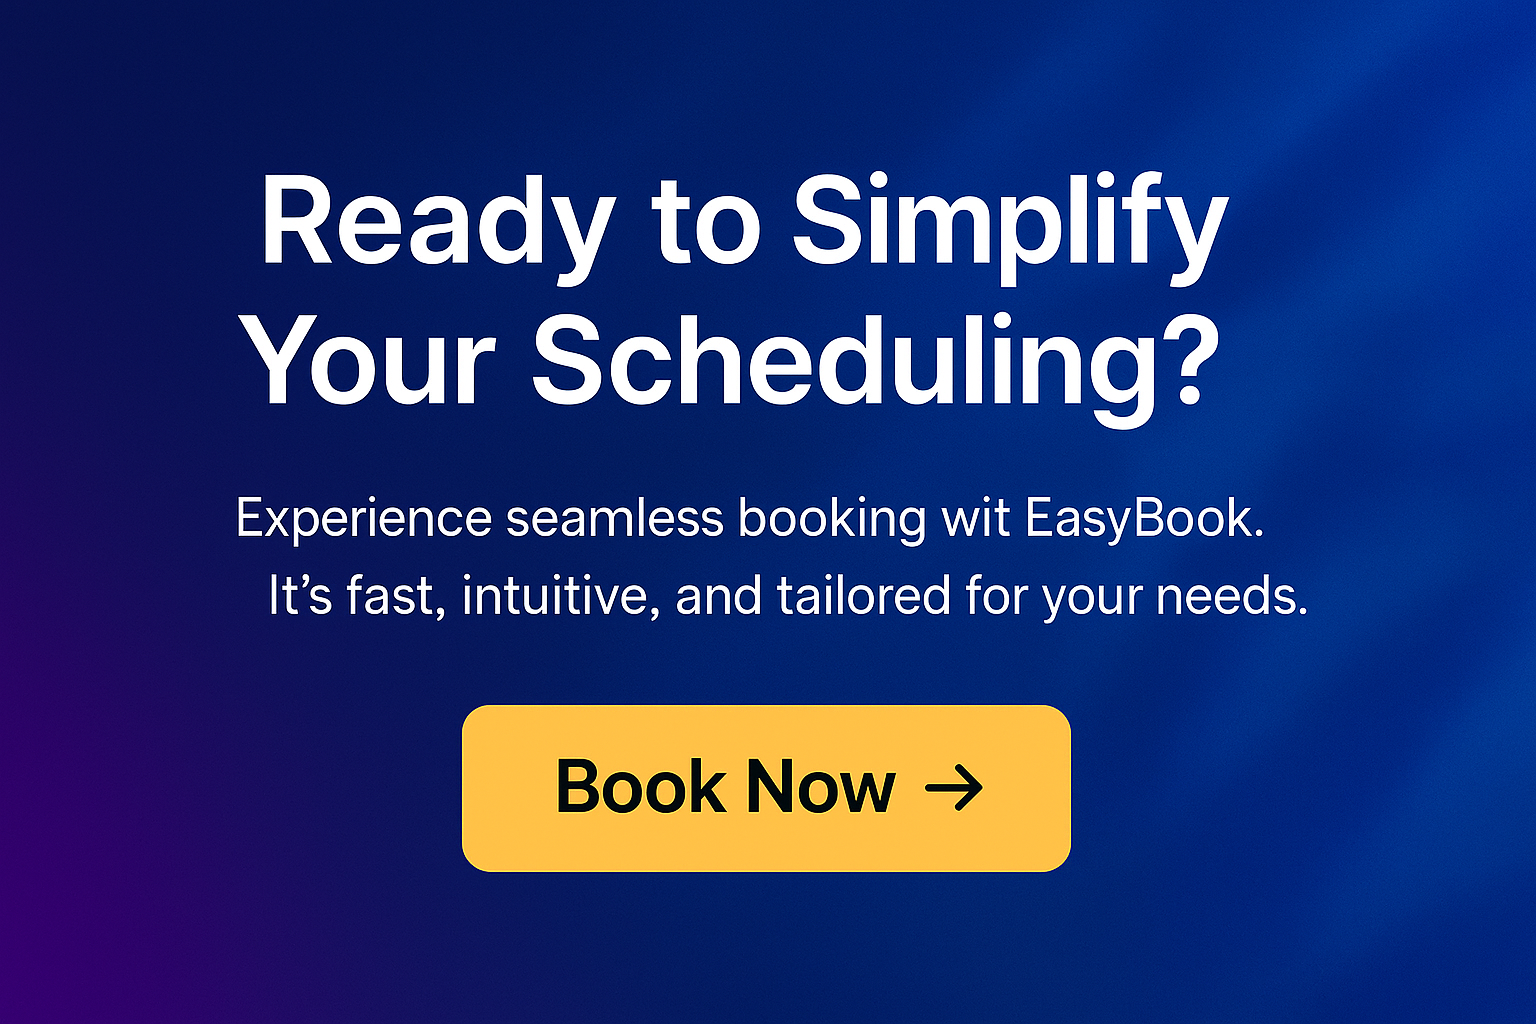 Ready to Simplify
Your Scheduling?
Experience seamless booking wit EasyBook.
It’s fast, intuitive, and tailored for your needs.
Book Now →